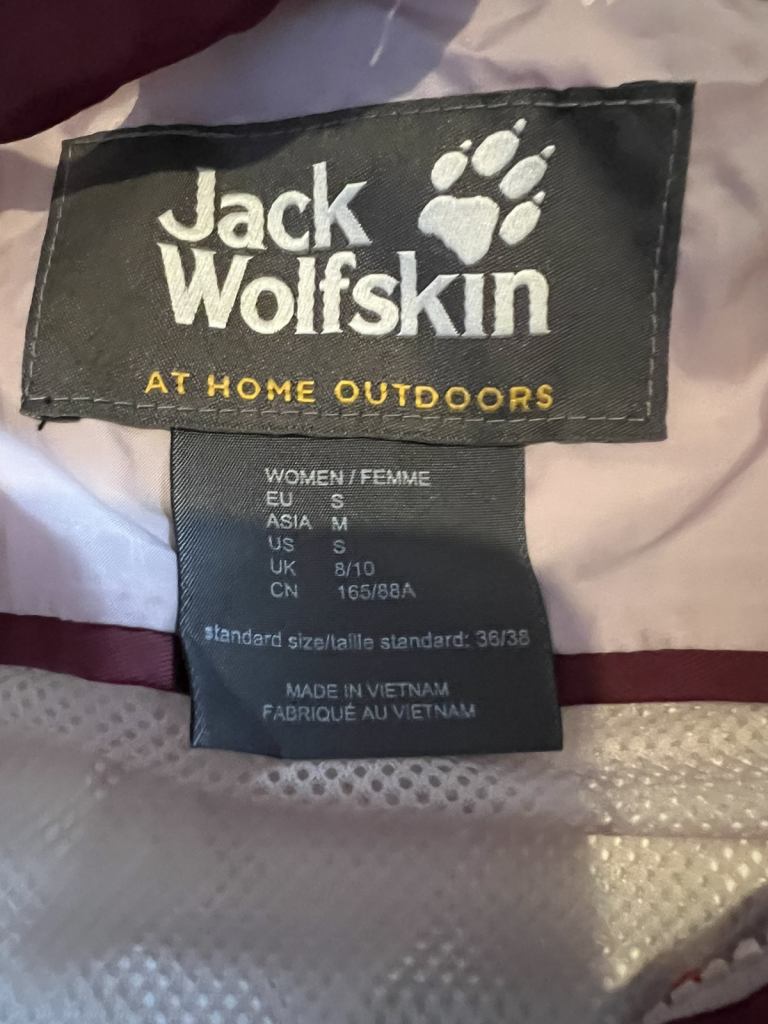 Jack
Wolfskin
AT HOME OUTDOORS
WOMEN / FEMME
EU S
ASIA M
US S
UK 8/10
CN 165/88A
standard size/taille standard: 36/38
MADE IN VIETNAM
FABRIQUÉ AU VIETNAM